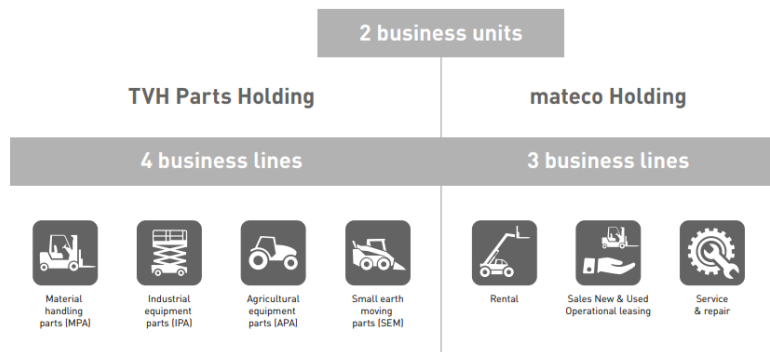 2 business units
TVH Parts Holding
mateco Holding
4 business lines
3 business lines
Material
handling
parts (MPA)
Industrial
equipment
parts (IPA)
Agricultural
equipment
parts (APA)
Small earth
moving
parts (SEM)
Rental
Sales New & Used
Operational leasing
Service
& repair